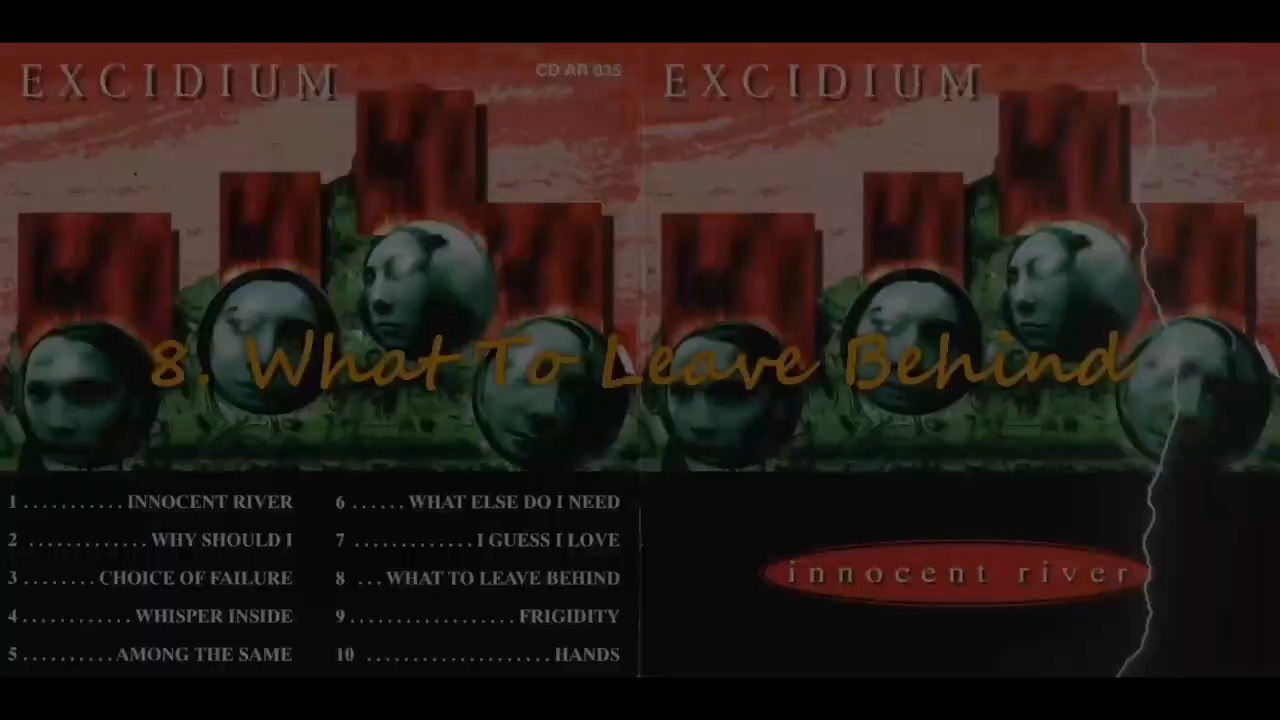 EXCIDIUM
CD AR 035
EXCIDIUM
8. What To Leave Behind
1 ........... INNOCENT RIVER
2 ............. WHY SHOULD I
3 ........ CHOICE OF FAILURE
4 ............ WHISPER INSIDE
5 .......... AMONG THE SAME
6 ...... WHAT ELSE DO I NEED
7 ............. I GUESS I LOVE
8 ... WHAT TO LEAVE BEHIND
9 .................. FRIGIDITY
10 .................... HANDS
innocent river